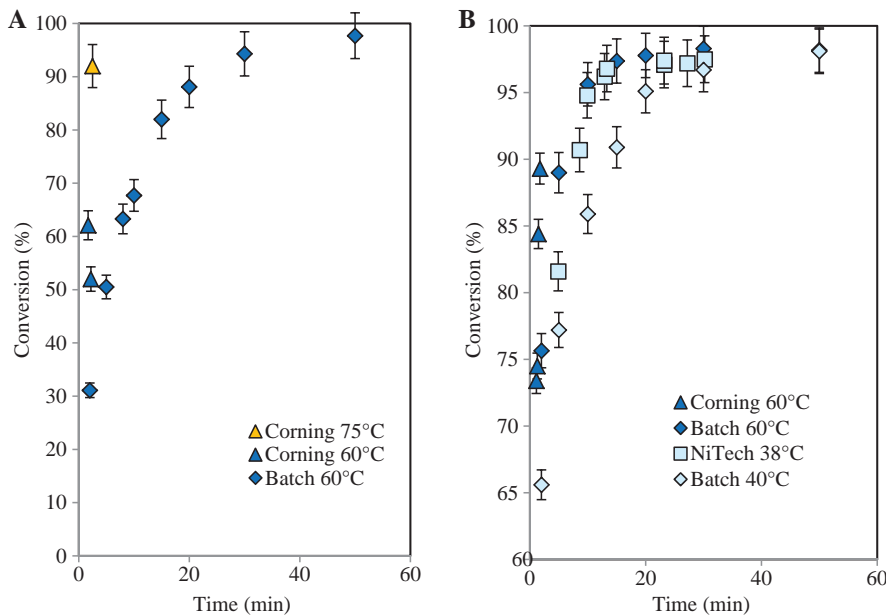 A
100
90
80
70
60
50
40
30
20
10
0
Conversion (%)
0 20 40 60
Time (min)
Corning 75°C
Corning 60°C
Batch 60°C
B
100
95
90
85
80
75
70
65
60
Conversion (%)
0 20 40 60
Time (min)
Corning 60°C
Batch 60°C
NiTech 38°C
Batch 40°C